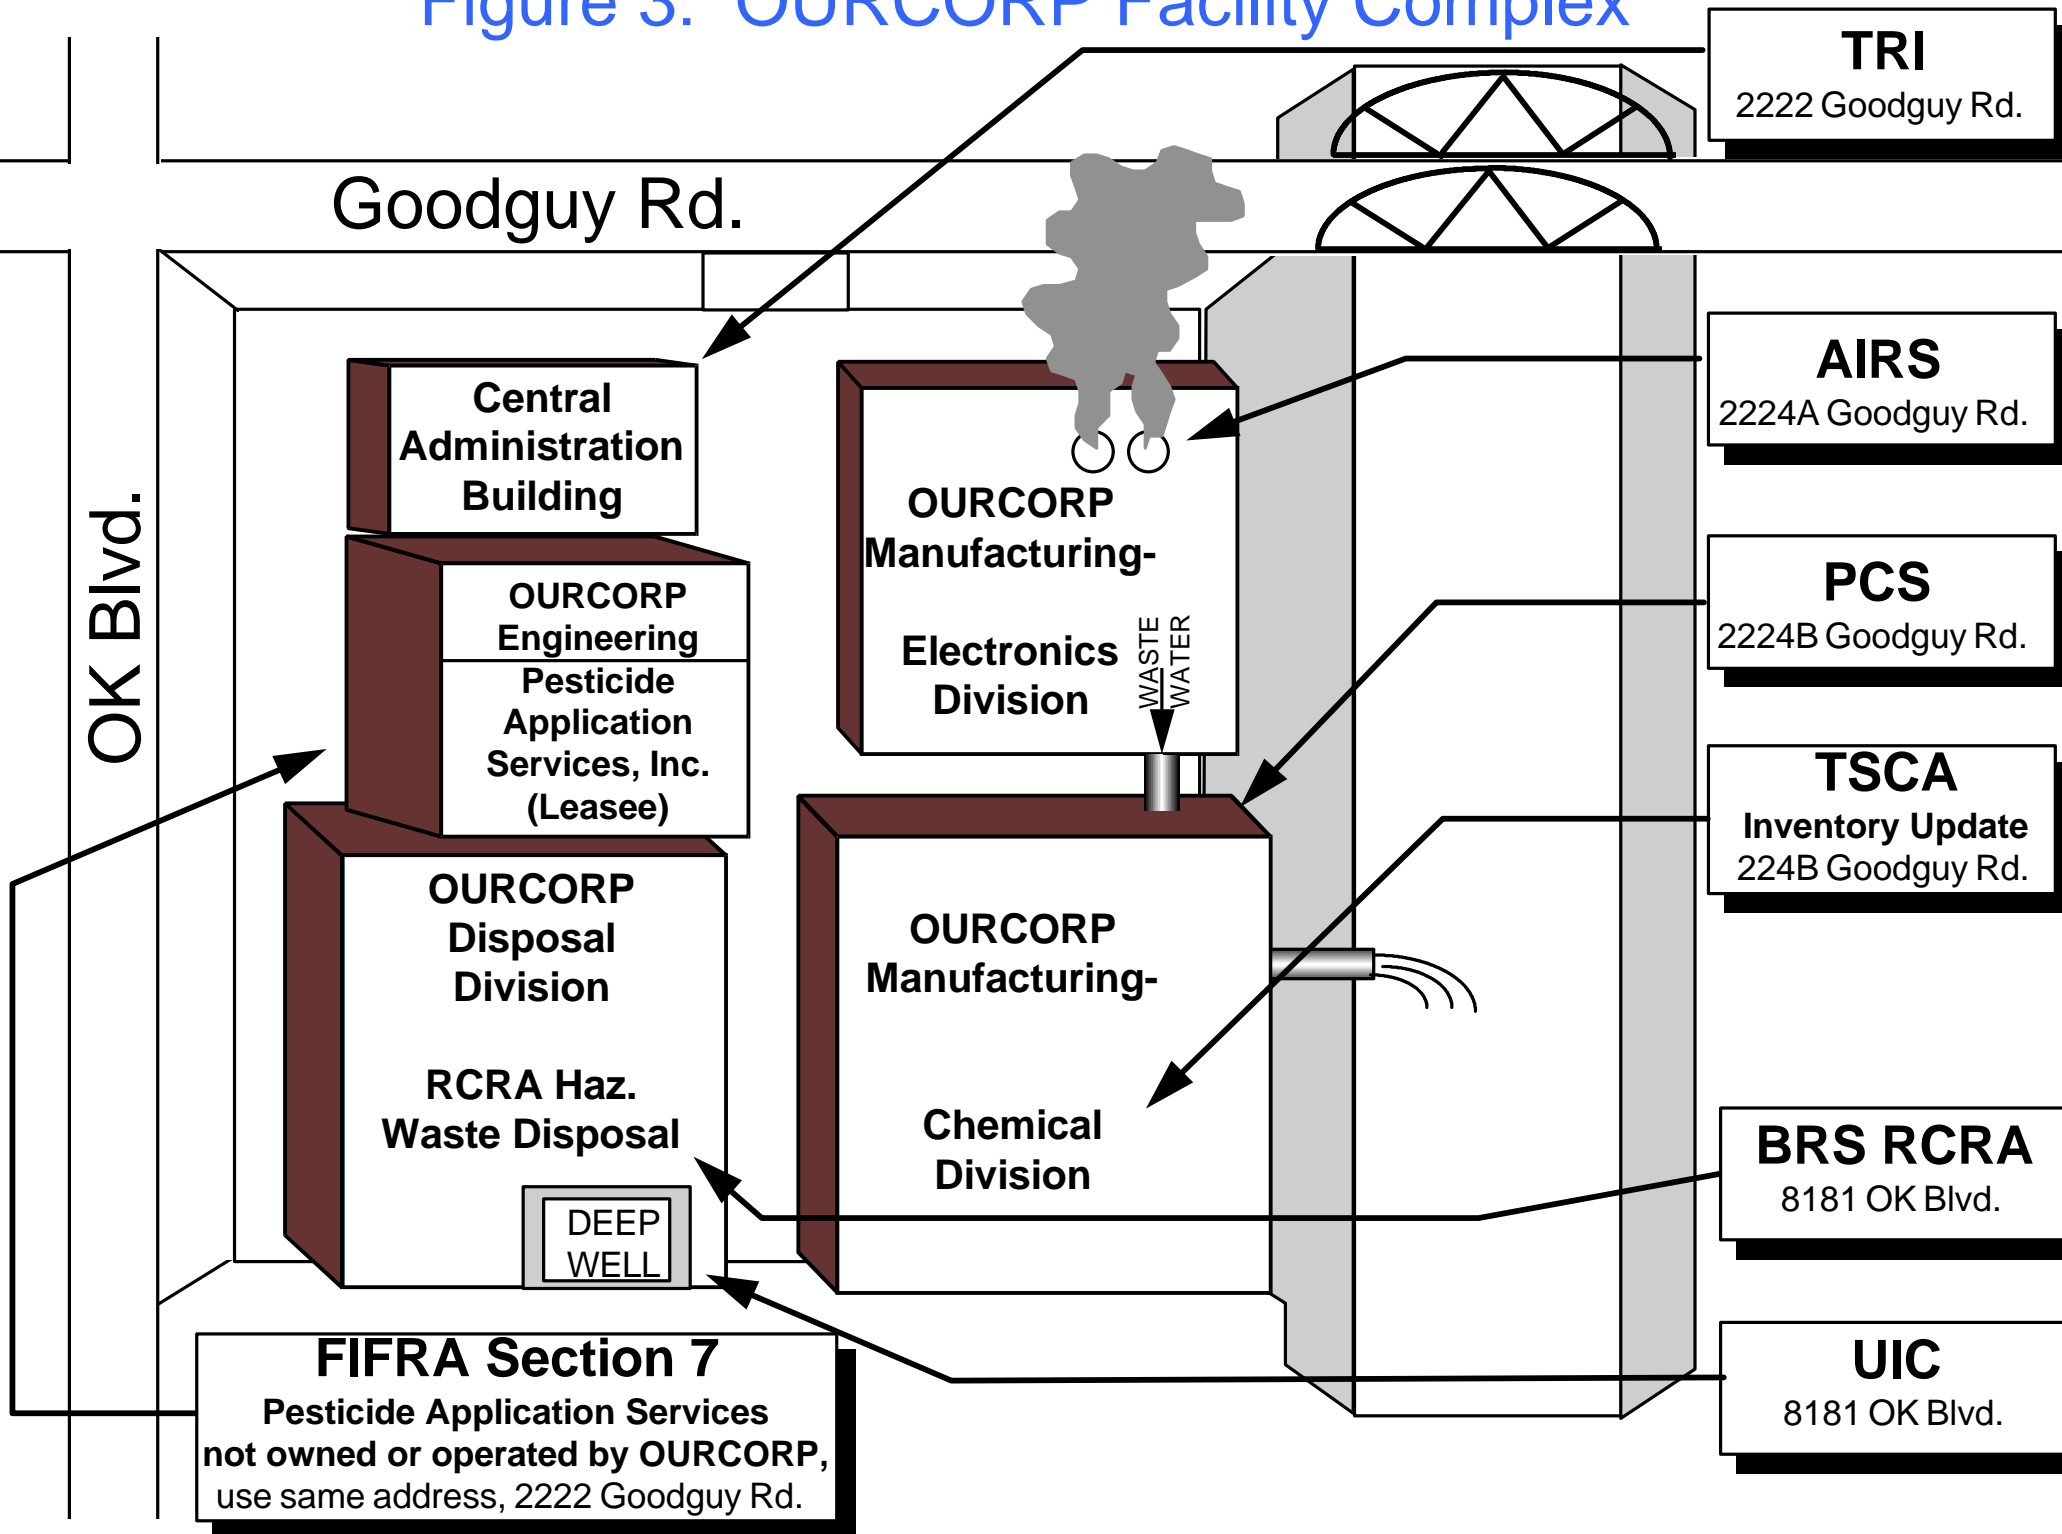 Figure 3. OURCORP Facility Complex
TRI
2222 Goodguy Rd.
Goodguy Rd.
OK Blvd.
AIRS
2224A Goodguy Rd.
Central
Administration
Building
OURCORP
Manufacturing-
Electronics
Division
WASTE
WATER
PCS
2224B Goodguy Rd.
OURCORP
Engineering
Pesticide
Application
Services, Inc.
(Leasee)
TSCA
Inventory Update
224B Goodguy Rd.
OURCORP
Disposal
Division
RCRA Haz.
Waste Disposal
DEEP
WELL
OURCORP
Manufacturing-
Chemical
Division
BRS RCRA
8181 OK Blvd.
UIC
8181 OK Blvd.
FIFRA Section 7
Pesticide Application Services
not owned or operated by OURCORP,
use same address, 2222 Goodguy Rd.